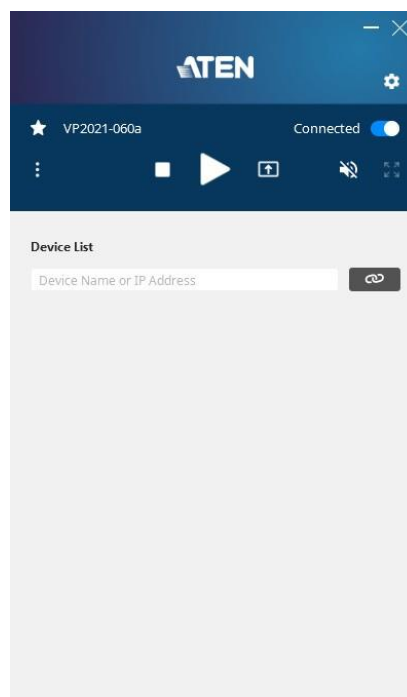 ATEN
VP2021-060a
Connected
Device List
Device Name or IP Address